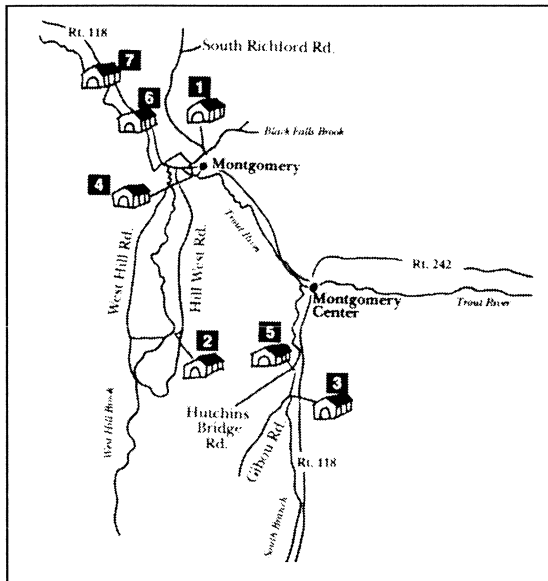 Rt. 118
South Richford Rd.
7
6
1
Black Falls Brook
Montgomery
4
Trout River
West Hill Rd.
Hill West Rd.
Rt. 242
Montgomery
Center
Trout River
5
2
3
Hutchins
Bridge
Rd.
Gibou Rd.
West Hill Brook
Rt. 118
South Branch